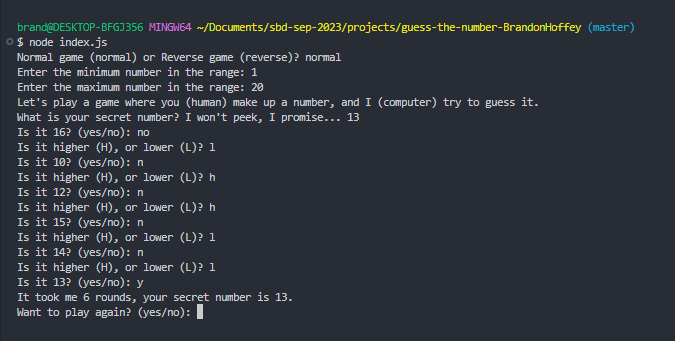 brand@DESKTOP-BFGJ356 MINGW64 ~/Documents/sbd-sep-2023/projects/guess-the-number-BrandonHoffey (master)
$ node index.js
Normal game (normal) or Reverse game (reverse)? normal
Enter the minimum number in the range: 1
Enter the maximum number in the range: 20
Let's play a game where you (human) make up a number, and I (computer) try to guess it.
What is your secret number? I won't peek, I promise... 13
Is it 16? (yes/no): no
Is it higher (H), or lower (L)? l
Is it 10? (yes/no): n
Is it higher (H), or lower (L)? h
Is it 12? (yes/no): n
Is it higher (H), or lower (L)? h
Is it 15? (yes/no): n
Is it higher (H), or lower (L)? l
Is it 14? (yes/no): n
Is it higher (H), or lower (L)? l
Is it 13? (yes/no): y
It took me 6 rounds, your secret number is 13.
Want to play again? (yes/no):